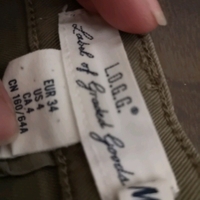 L.O.G.G.®
Label of Graded Goods
EUR 34
US 4
CA 4
CN 160/64A